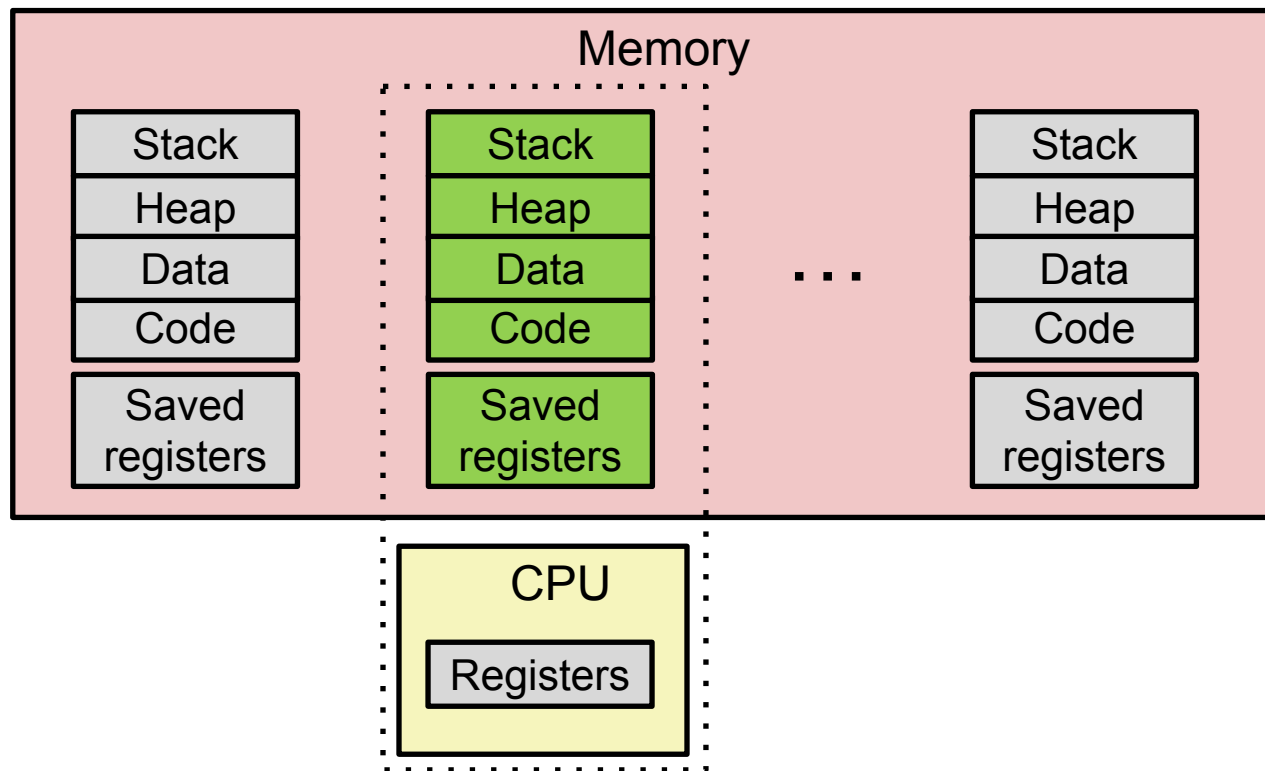 Memory
Stack
Heap
Data
Code
Saved
registers
Stack
Heap
Data
Code
Saved
registers
...
Stack
Heap
Data
Code
Saved
registers
CPU
Registers